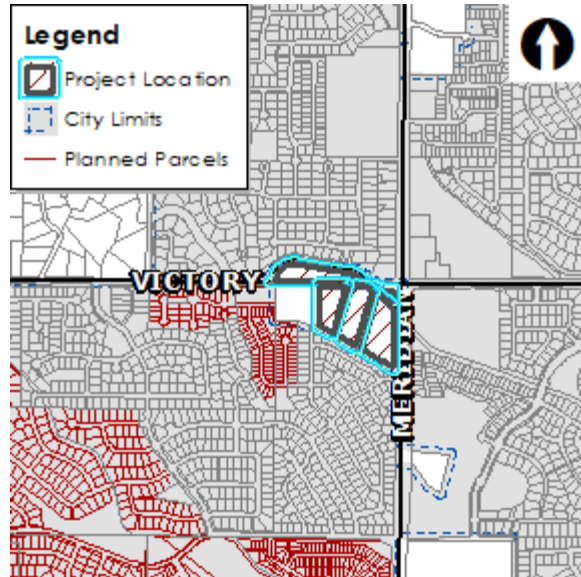 Legend
Project Location
City Limits
Planned Parcels
VICTORY
MERIDIAN